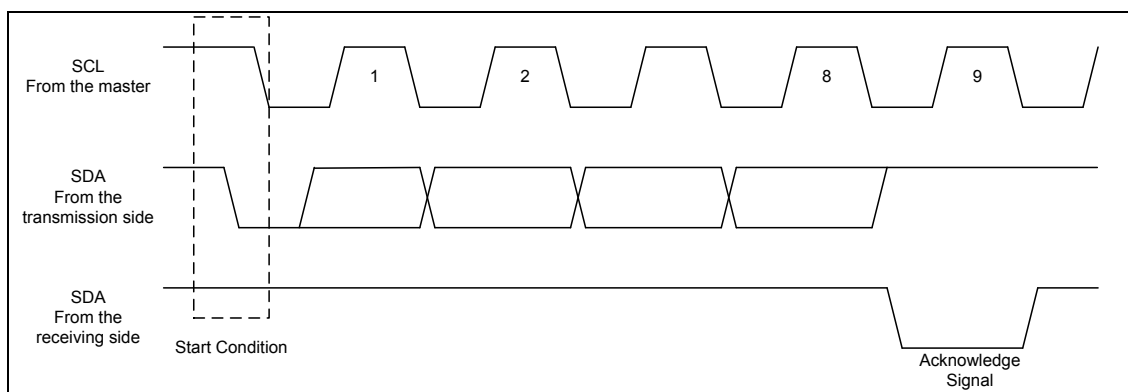 SCL
From the master
1
2
8
9
SDA
From the
transmission side
SDA
From the
receiving side
Start Condition
Acknowledge
Signal